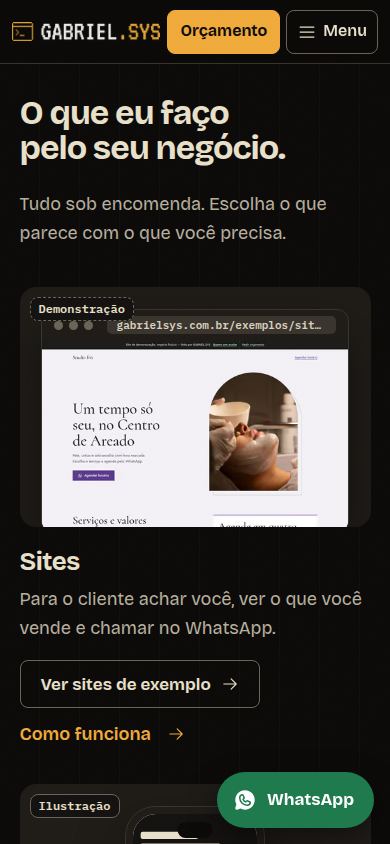 GABRIEL.SYS
Orçamento
Menu
O que eu faço
pelo seu negócio.
Tudo sob encomenda. Escolha o que
parece com o que você precisa.
Demonstração
gabrielsys.com.br/exemplos/sit…
Um tempo só
seu, no Centro
de Arcado
Agendar horário
Serviços e valores
Sites
Para o cliente achar você, ver o que você
vende e chamar no WhatsApp.
Ver sites de exemplo
Como funciona
Ilustração
WhatsApp